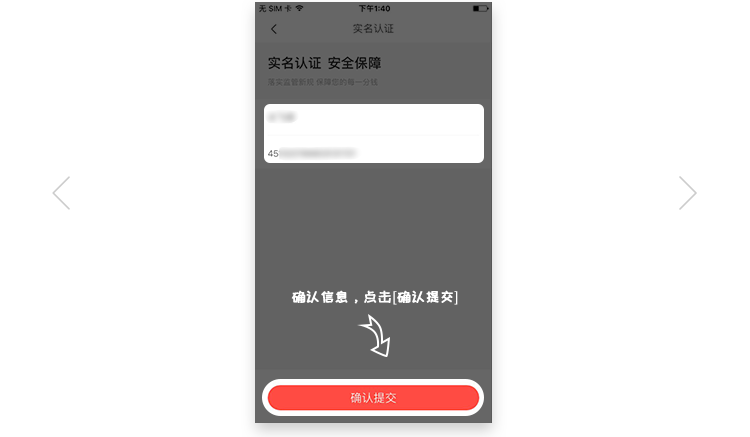 无 SIM 卡 下午1:40
实名认证
实名认证 安全保障
落实监管新规 保障您的每一分钱
45
确认信息，点击[确认提交]
确认提交